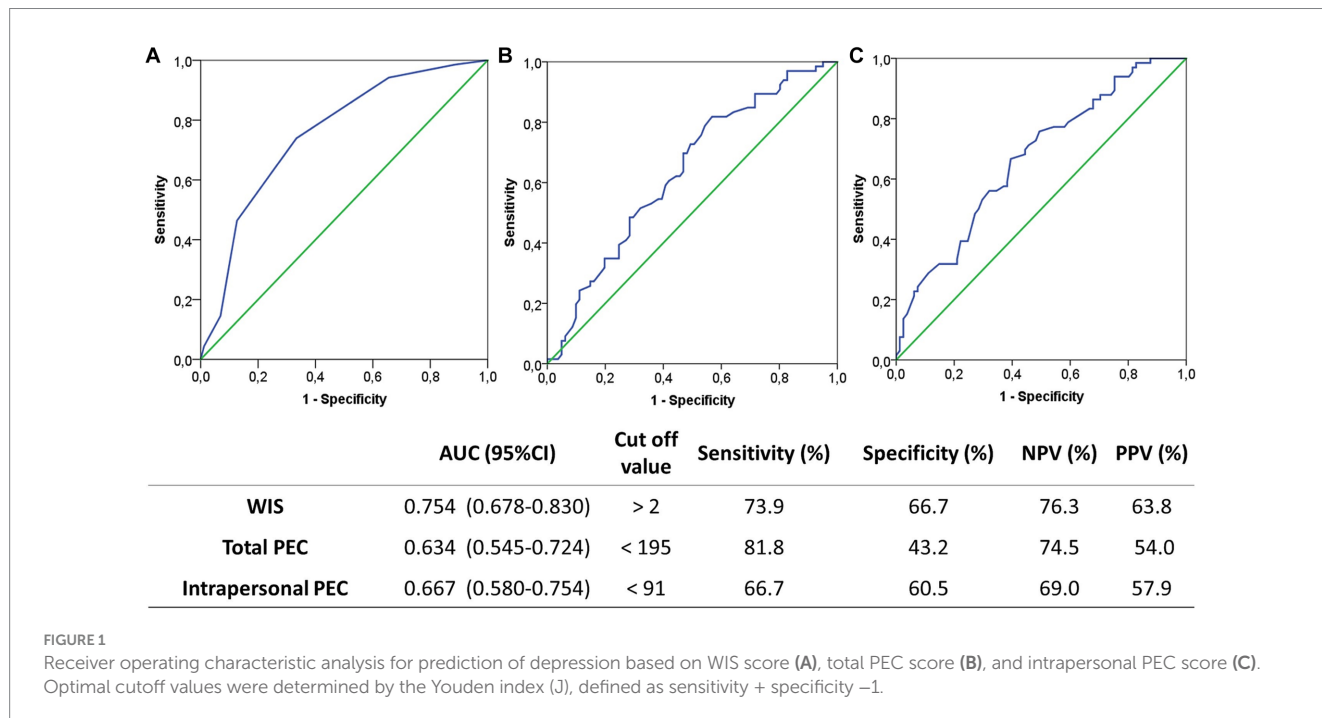 A
1,0
0,8
0,6
0,4
0,2
0,0
Sensitivity
0,0 0,2 0,4 0,6 0,8 1,0
1 - Specificity
B
1,0
0,8
0,6
0,4
0,2
0,0
Sensitivity
0,0 0,2 0,4 0,6 0,8 1,0
1 - Specificity
C
1,0
0,8
0,6
0,4
0,2
0,0
Sensitivity
0,0 0,2 0,4 0,6 0,8 1,0
1 - Specificity
AUC (95%CI) Cut off value Sensitivity (%) Specificity (%) NPV (%) PPV (%)
WIS 0.754 (0.678-0.830) > 2 73.9 66.7 76.3 63.8
Total PEC 0.634 (0.545-0.724) < 195 81.8 43.2 74.5 54.0
Intrapersonal PEC 0.667 (0.580-0.754) < 91 66.7 60.5 69.0 57.9
FIGURE 1
Receiver operating characteristic analysis for prediction of depression based on WIS score (A), total PEC score (B), and intrapersonal PEC score (C).
Optimal cutoff values were determined by the Youden index (J), defined as sensitivity + specificity −1.